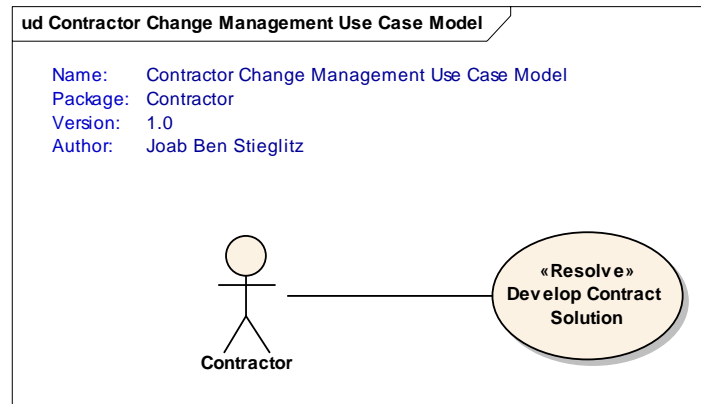 ud Contractor Change Management Use Case Model
Name: Contractor Change Management Use Case Model
Package: Contractor
Version: 1.0
Author: Joab Ben Stieglitz
«Resolve»
Develop Contract
Solution
Contractor